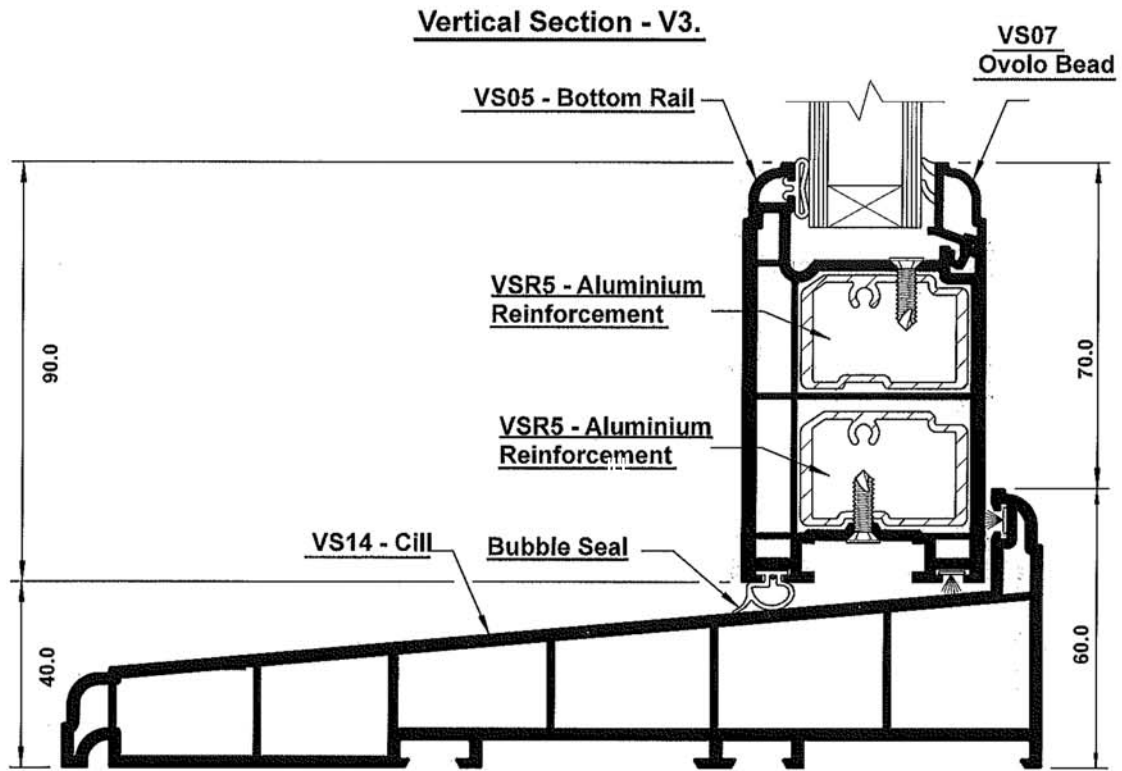 Vertical Section - V3.
VS07
Ovolo Bead
VS05 - Bottom Rail
VSR5 - Aluminium
Reinforcement
90.0
70.0
VSR5 - Aluminium
Reinforcement
VS14 - Cill
Bubble Seal
40.0
60.0